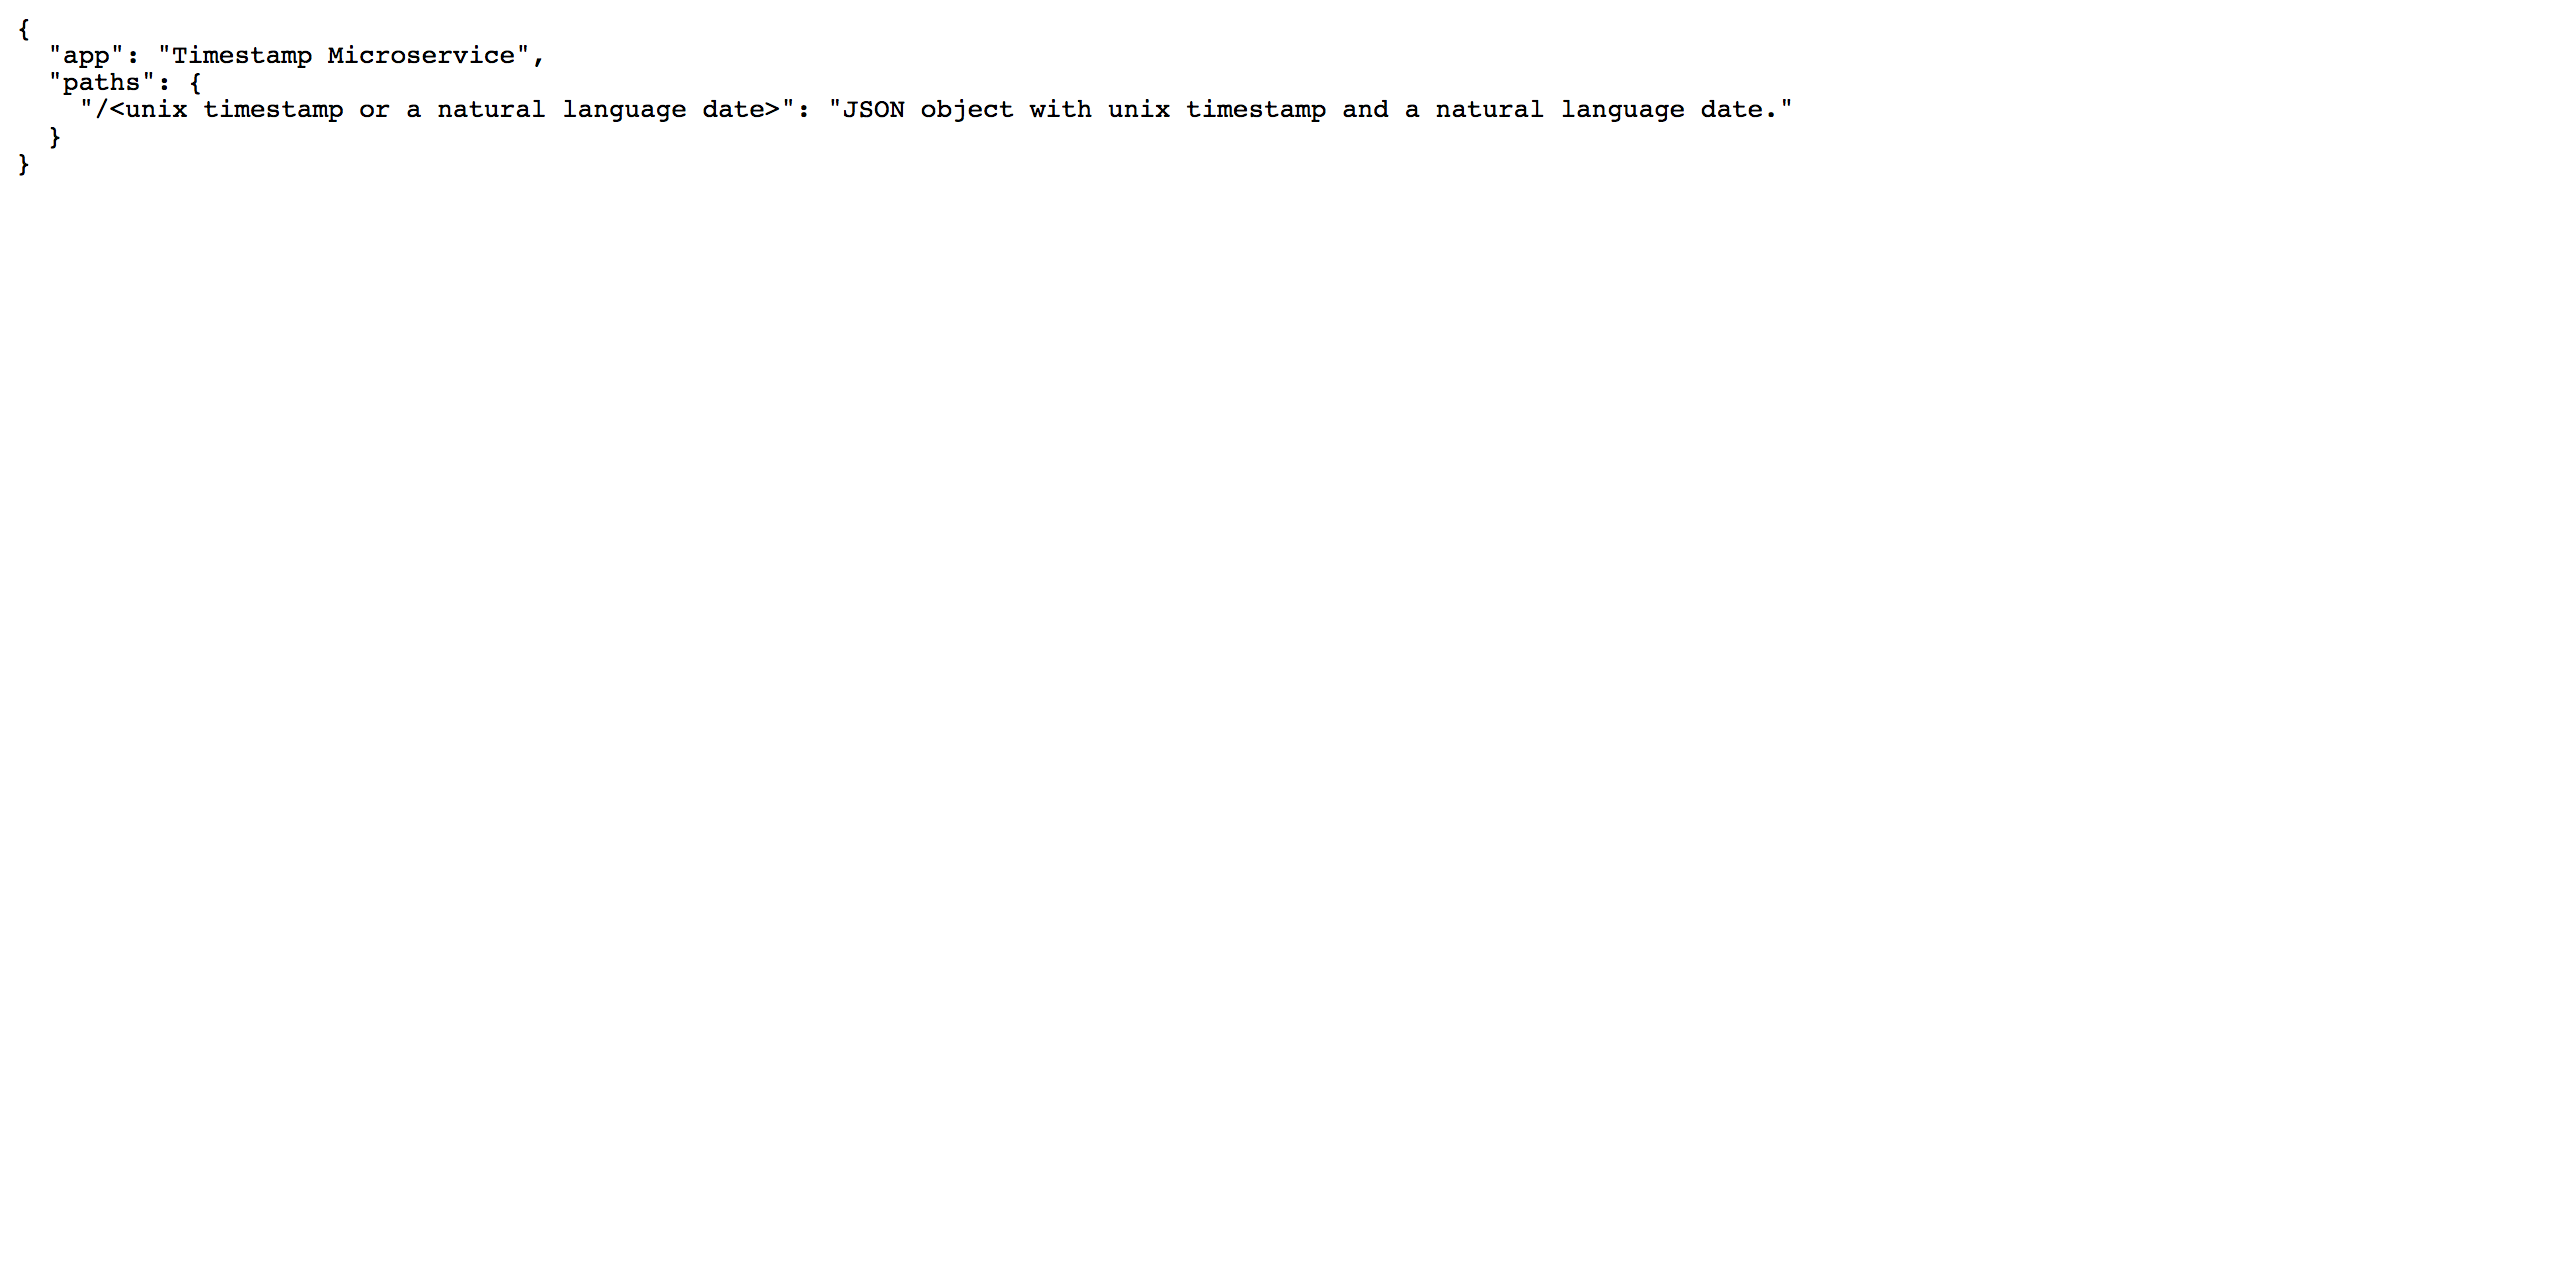 {
  "app": "Timestamp Microservice",
  "paths": {
    "/<unix timestamp or a natural language date>": "JSON object with unix timestamp and a natural language date."
  }
}